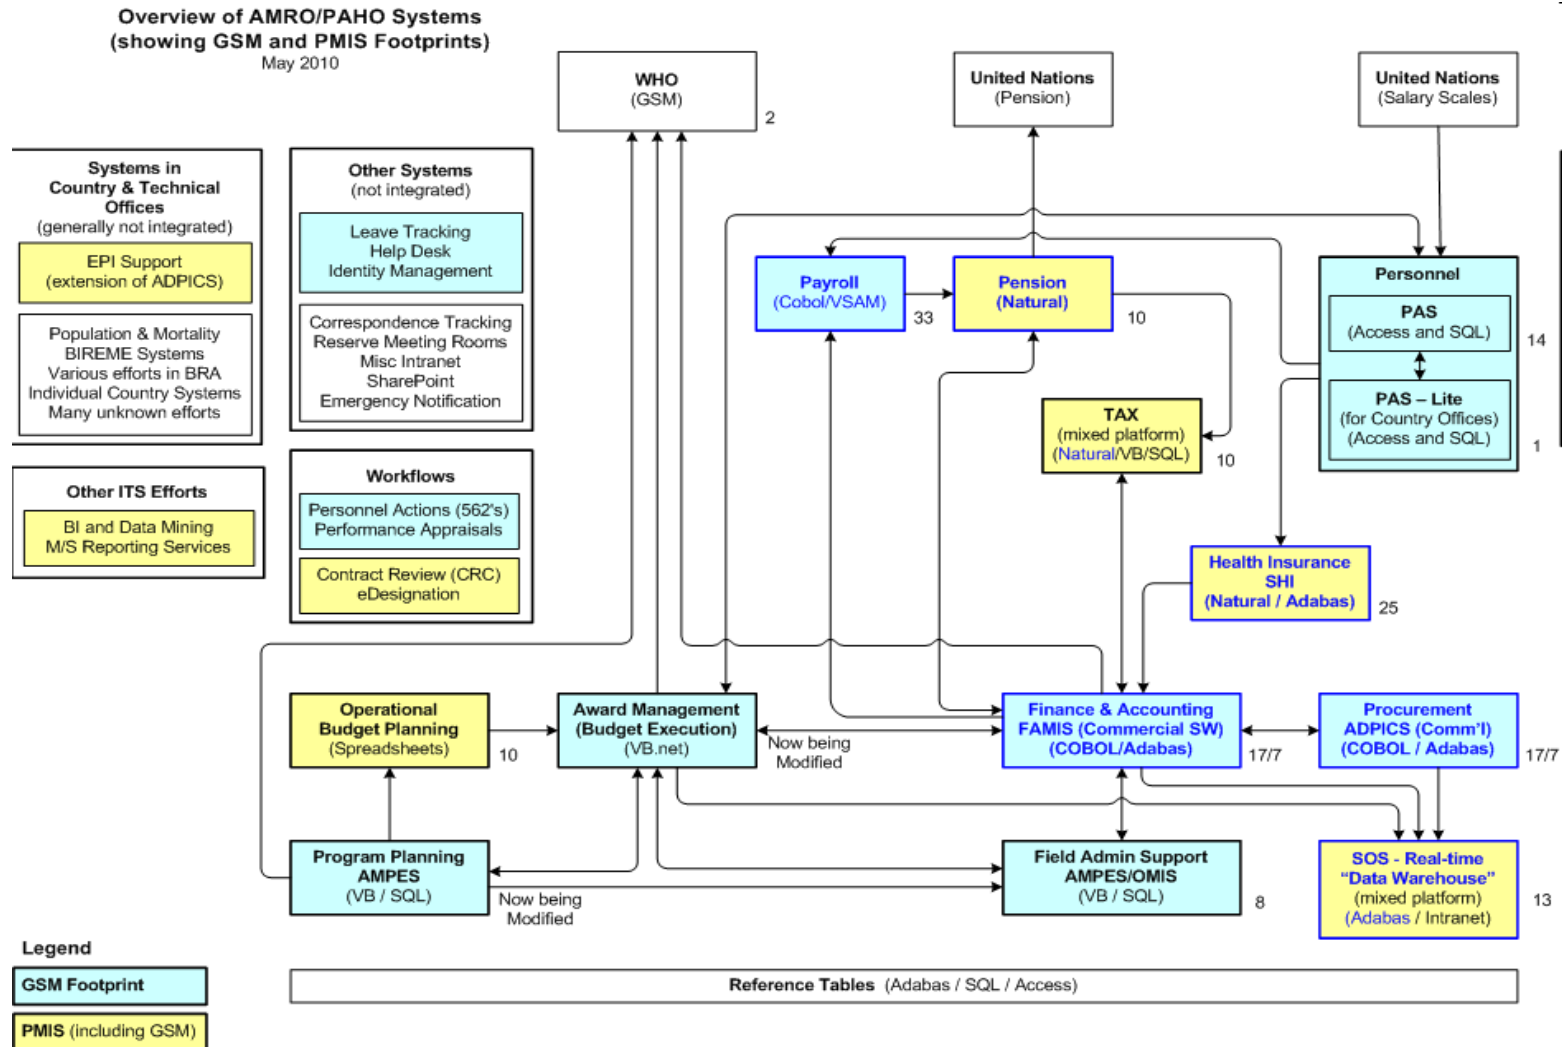 Overview of AMRO/PAHO Systems
(showing GSM and PMIS Footprints)
May 2010
WHO
(GSM)
2
United Nations
(Pension)
United Nations
(Salary Scales)
Systems in
Country & Technical
Offices
(generally not integrated)
EPI Support
(extension of ADPICS)
Population & Mortality
BIREME Systems
Various efforts in BRA
Individual Country Systems
Many unknown efforts
Other Systems
(not integrated)
Leave Tracking
Help Desk
Identity Management
Correspondence Tracking
Reserve Meeting Rooms
Misc Intranet
SharePoint
Emergency Notification
Payroll
(Cobol/VSAM)
33
Pension
(Natural)
10
Personnel
PAS
(Access and SQL)
14
PAS – Lite
(for Country Offices)
(Access and SQL)
1
TAX
(mixed platform)
(Natural/VB/SQL)
10
Other ITS Efforts
BI and Data Mining
M/S Reporting Services
Workflows
Personnel Actions (562's)
Performance Appraisals
Contract Review (CRC)
eDesignation
Health Insurance
SHI
(Natural / Adabas)
25
Operational
Budget Planning
(Spreadsheets)
10
Award Management
(Budget Execution)
(VB.net)
Now being
Modified
Finance & Accounting
FAMIS (Commercial SW)
(COBOL/Adabas)
17/7
Procurement
ADPICS (Comm'l)
(COBOL / Adabas)
17/7
Program Planning
AMPES
(VB / SQL)
Now being
Modified
Field Admin Support
AMPES/OMIS
(VB / SQL)
8
SOS - Real-time
“Data Warehouse”
(mixed platform)
(Adabas / Intranet)
13
Legend
GSM Footprint
PMIS (including GSM)
Reference Tables (Adabas / SQL / Access)